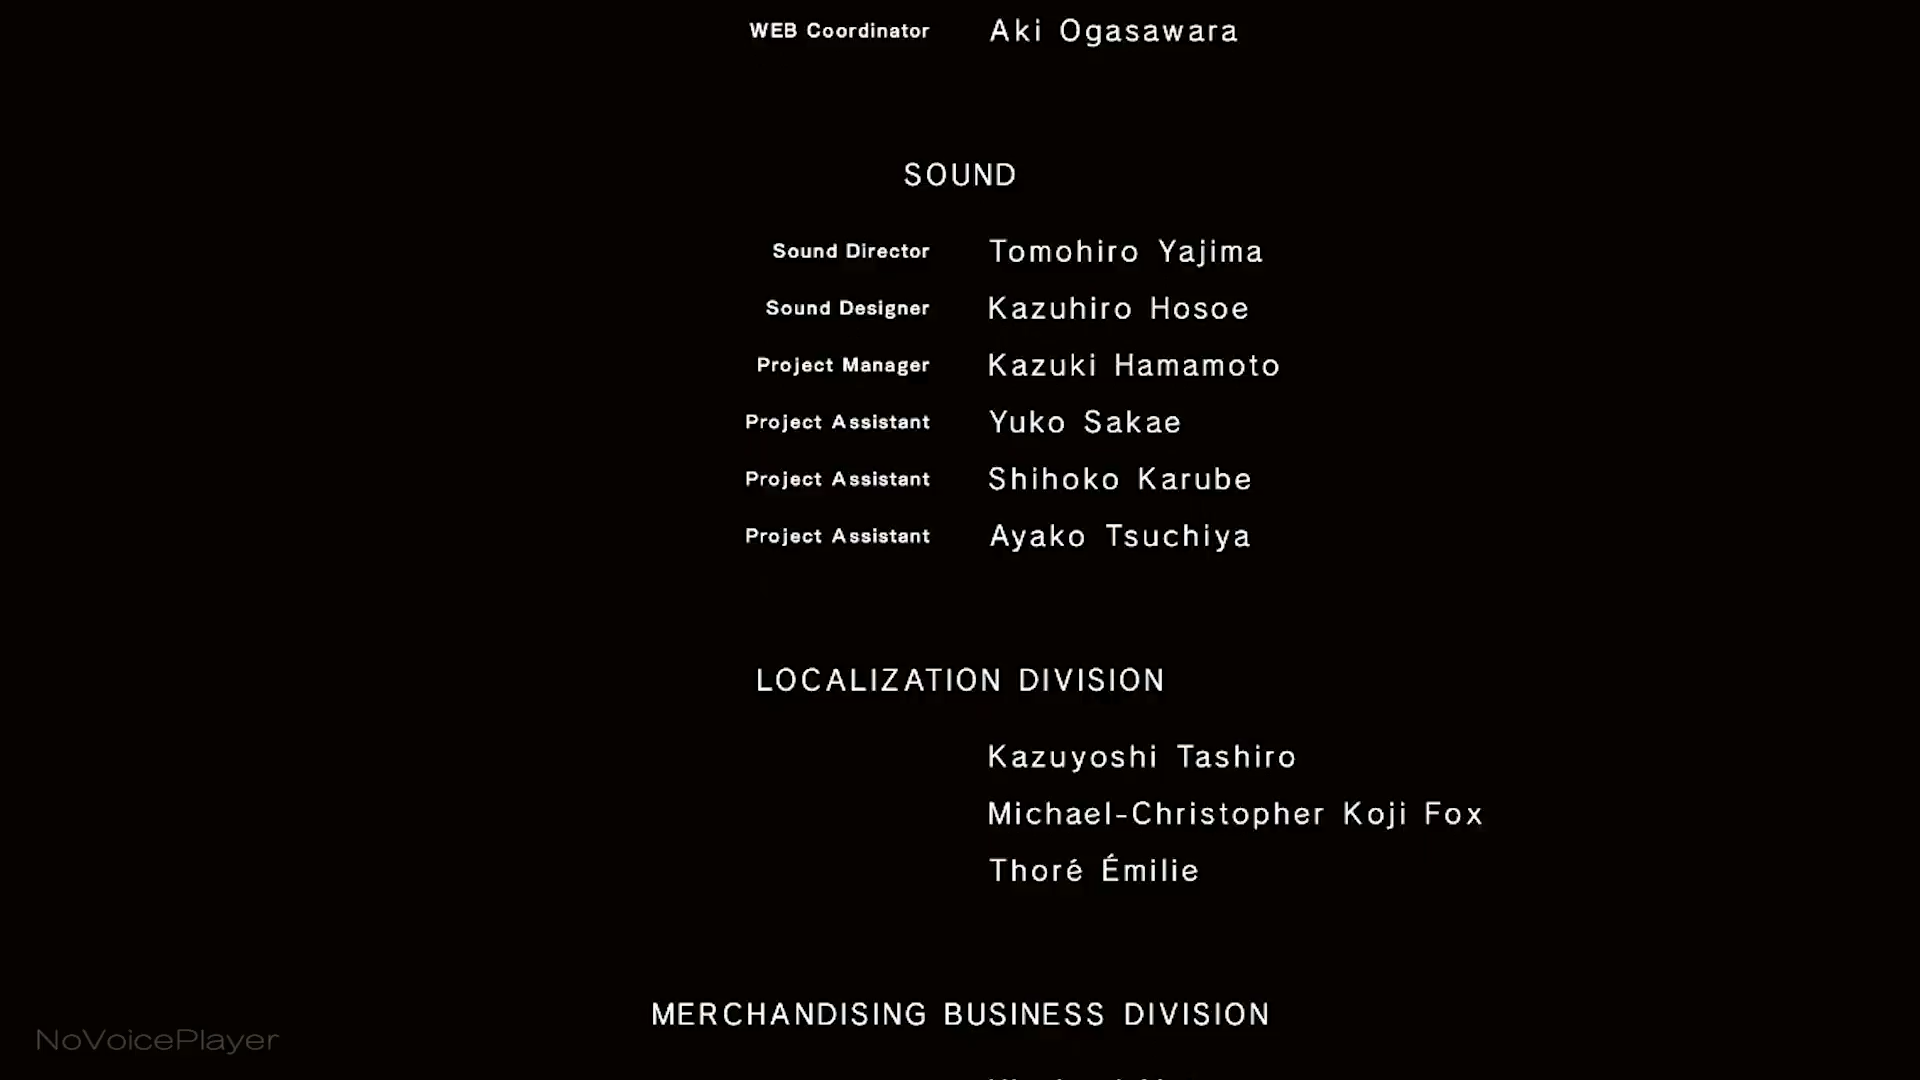 WEB Coordinator Aki Ogasawara
SOUND
Sound Director Tomohiro Yajima
Sound Designer Kazuhiro Hosoe
Project Manager Kazuki Hamamoto
Project Assistant Yuko Sakae
Project Assistant Shihoko Karube
Project Assistant Ayako Tsuchiya
LOCALIZATION DIVISION
Kazuyoshi Tashiro
Michael-Christopher Koji Fox
Thoré Émilie
MERCHANDISING BUSINESS DIVISION
NoVoicePlayer